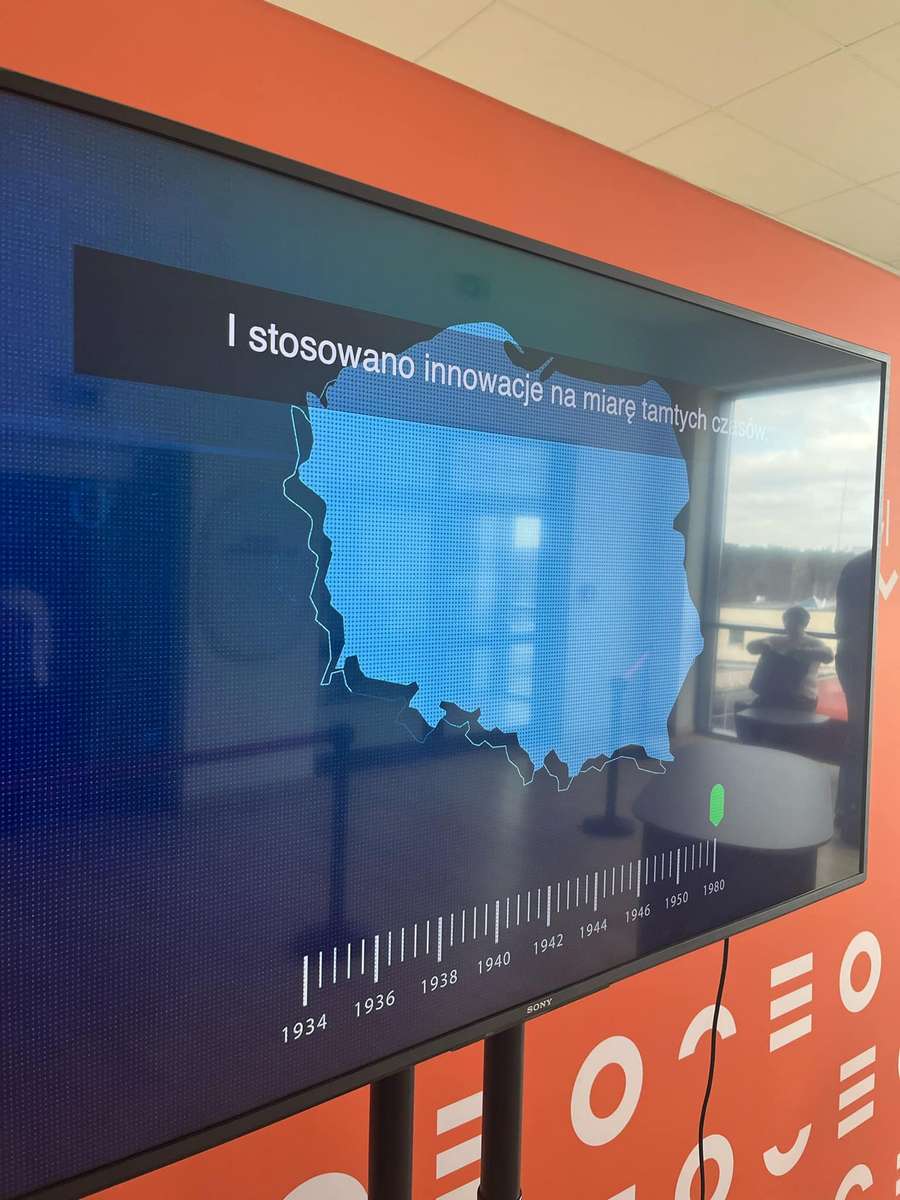 I stosowano innowacje na miarę tamtych czasów.
1934 1936 1938 1940 1942 1944 1946 1950 1980
SONY